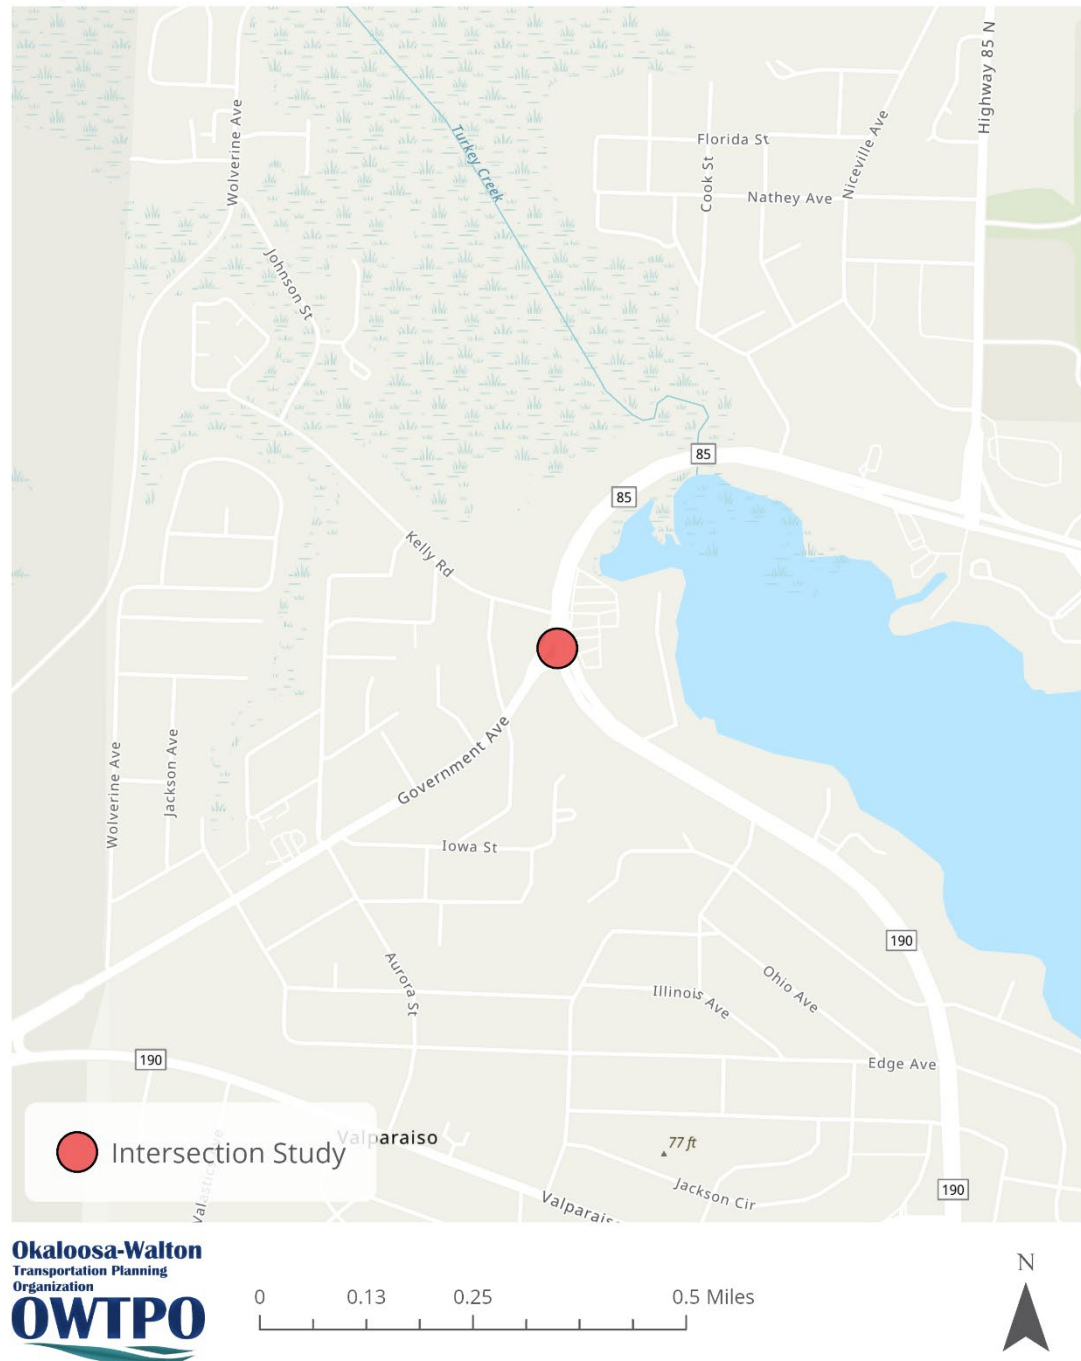 Highway 85 N
Wolverine Ave
Turkey Creek
Florida St
Cook St
Niceville Ave
Nathey Ave
Johnson St
85
85
Kelly Rd
Government Ave
Wolverine Ave
Jackson Ave
Iowa St
190
Aurora St
Ohio Ave
Illinois Ave
190
Edge Ave
Valparaiso
Intersection Study
77 ft
Jackson Cir
190
Okaloosa-Walton
Transportation Planning
Organization
OWTPO
0 0.13 0.25 0.5 Miles
N